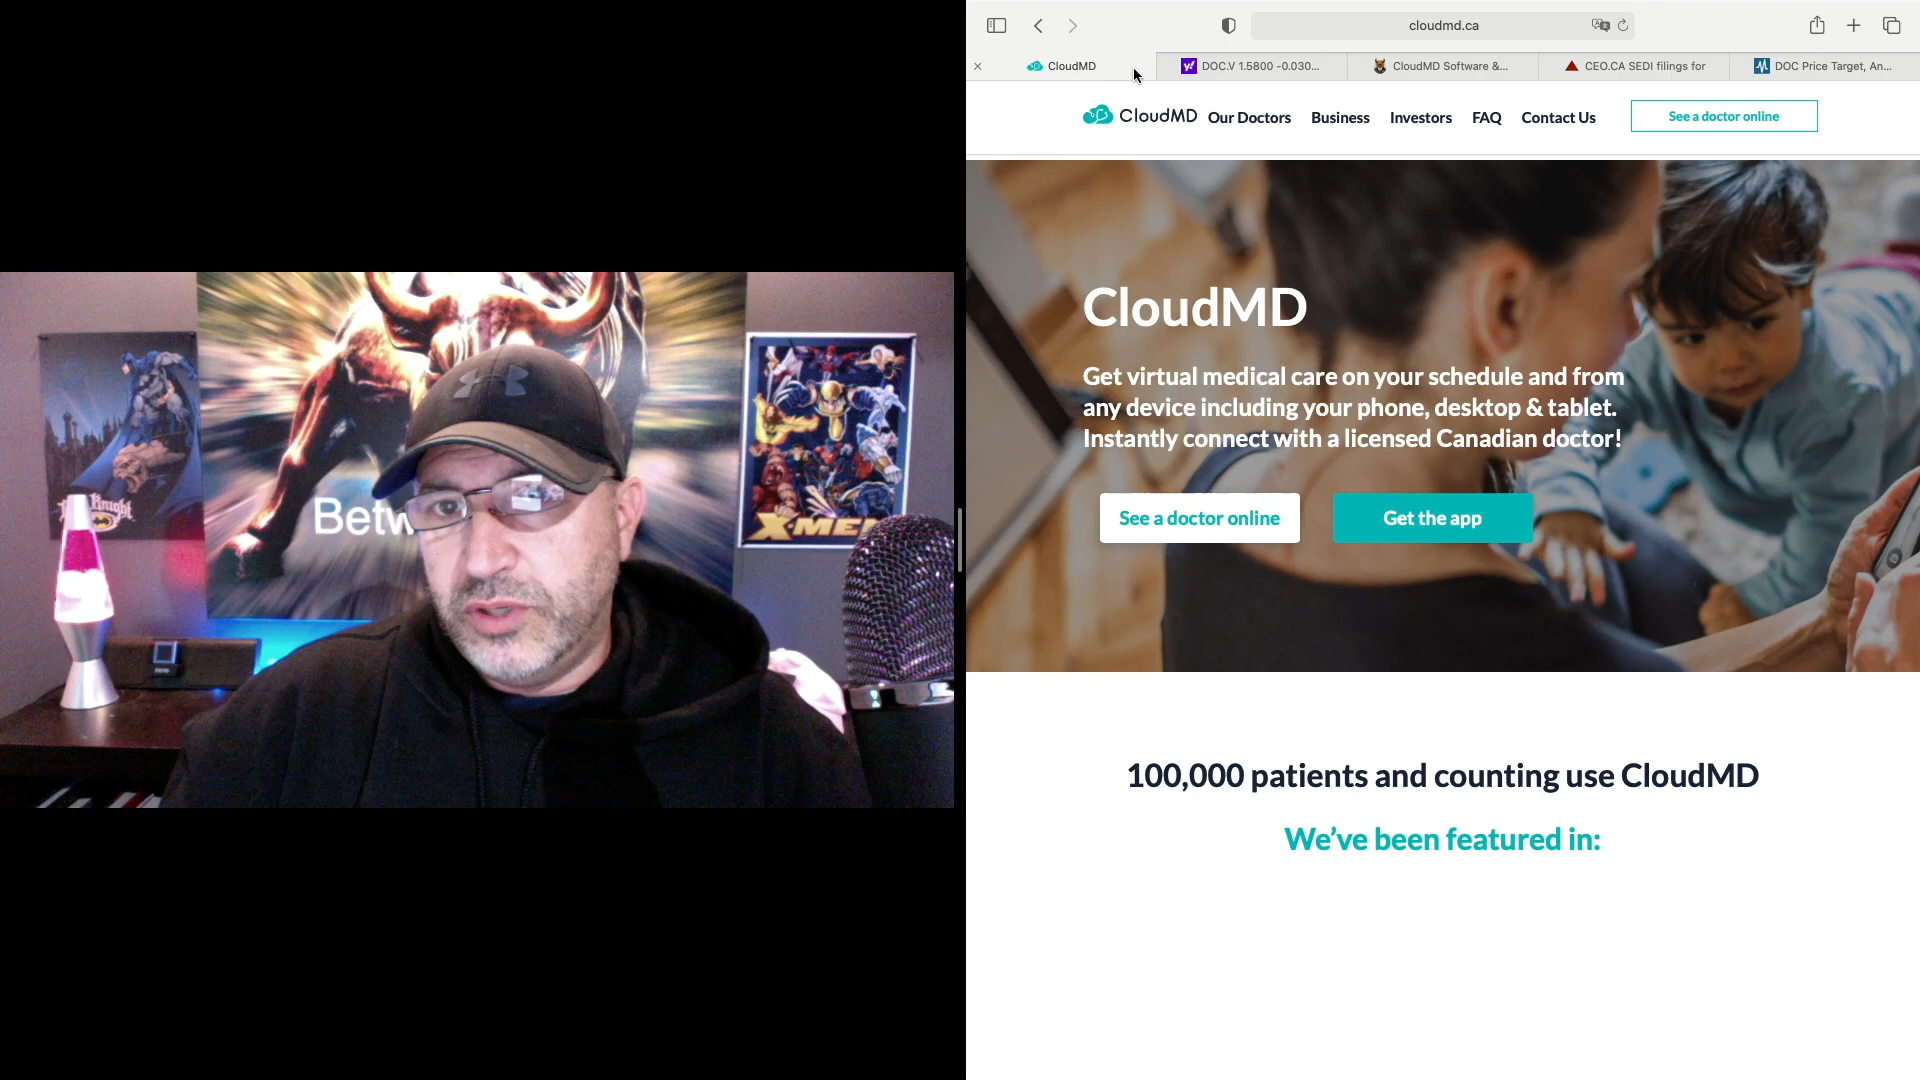 cloudmd.ca
CloudMD
DOC.V 1.5800 -0.030...
CloudMD Software &...
CEO.CA SEDI filings for
DOC Price Target, An...
CloudMD
Our Doctors
Business
Investors
FAQ
Contact Us
See a doctor online
CloudMD
Get virtual medical care on your schedule and from
any device including your phone, desktop & tablet.
Instantly connect with a licensed Canadian doctor!
See a doctor online
Get the app
100,000 patients and counting use CloudMD
We've been featured in:
Betw
Knight
X-MEN